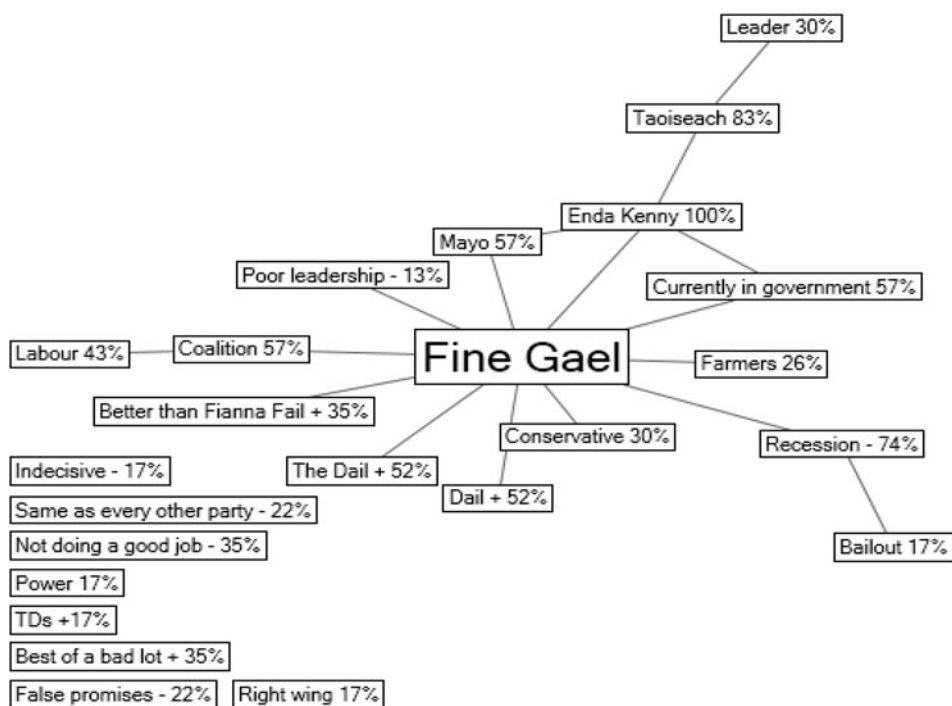 Leader 30%
Taoiseach 83%
Enda Kenny 100%
Mayo 57%
Poor leadership - 13%
Currently in government 57%
Labour 43%
Coalition 57%
Fine Gael
Farmers 26%
Better than Fianna Fail + 35%
Conservative 30%
Recession - 74%
Indecisive - 17%
The Dail + 52%
Dail + 52%
Same as every other party - 22%
Not doing a good job - 35%
Bailout 17%
Power 17%
TDs +17%
Best of a bad lot + 35%
False promises - 22%
Right wing 17%